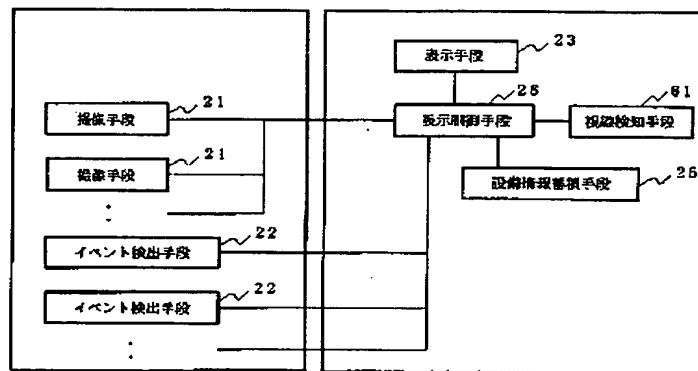 表示手段
23
撮像手段
21
表示制御手段
26
視線検知手段
61
撮像手段
21
設備情報蓄積手段
25
イベント検出手段
22
イベント検出手段
22